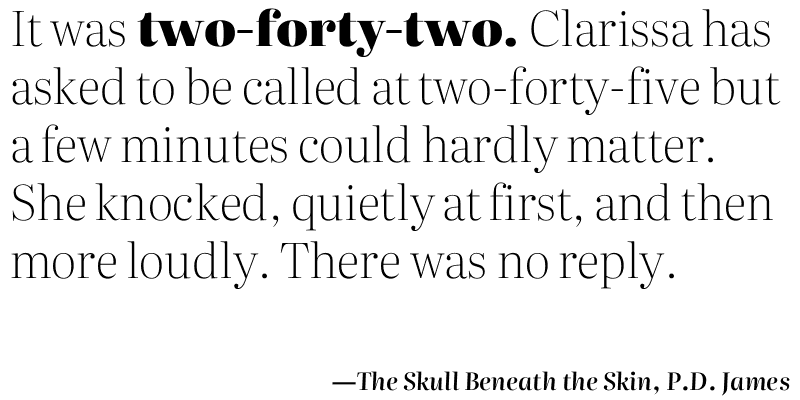 It was two-forty-two. Clarissa has
asked to be called at two-forty-five but
a few minutes could hardly matter.
She knocked, quietly at first, and then
more loudly. There was no reply.
—The Skull Beneath the Skin, P.D. James